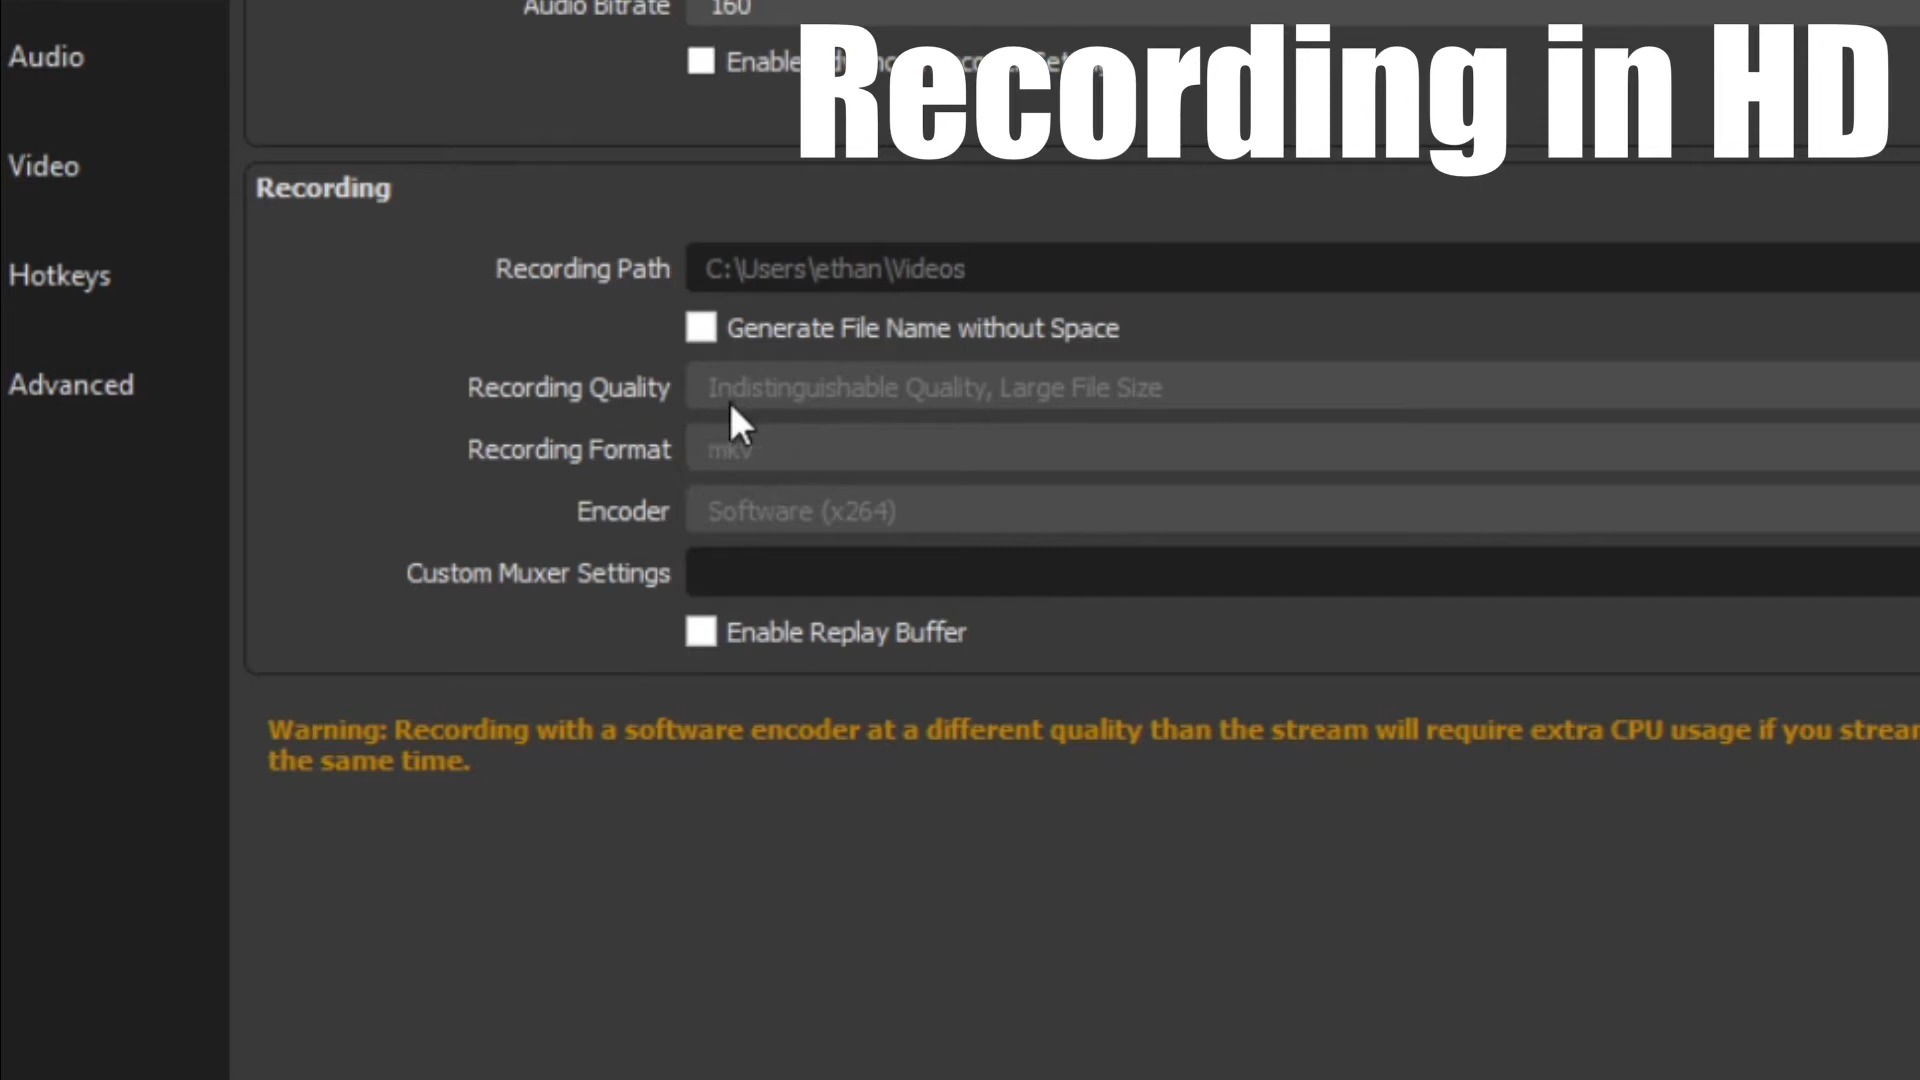 Audio Bitrate 160
Recording in HD
Audio
Enable
Video
Recording
Recording Path C:\Users\ethan\Videos
Hotkeys
Generate File Name without Space
Recording Quality Indistinguishable Quality, Large File Size
Advanced
Recording Format mkv
Encoder Software (x264)
Custom Muxer Settings
Enable Replay Buffer
Warning: Recording with a software encoder at a different quality than the stream will require extra CPU usage if you
the same time.